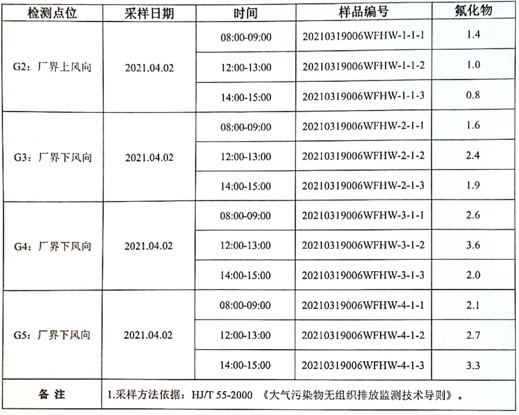 检测点位 采样日期 时间 样品编号 氟化物
G2：厂界上风向 2021.04.02 08:00-09:00 20210319006WFHW-1-1-1 1.4
12:00-13:00 20210319006WFHW-1-1-2 1.0
14:00-15:00 20210319006WFHW-1-1-3 0.8
G3：厂界下风向 2021.04.02 08:00-09:00 20210319006WFHW-2-1-1 1.6
12:00-13:00 20210319006WFHW-2-1-2 2.4
14:00-15:00 20210319006WFHW-2-1-3 1.9
G4：厂界下风向 2021.04.02 08:00-09:00 20210319006WFHW-3-1-1 2.6
12:00-13:00 20210319006WFHW-3-1-2 3.6
14:00-15:00 20210319006WFHW-3-1-3 2.0
G5：厂界下风向 2021.04.02 08:00-09:00 20210319006WFHW-4-1-1 2.1
12:00-13:00 20210319006WFHW-4-1-2 2.7
14:00-15:00 20210319006WFHW-4-1-3 3.3
备 注 1.采样方法依据：HJ/T 55-2000 《大气污染物无组织排放监测技术导则》。